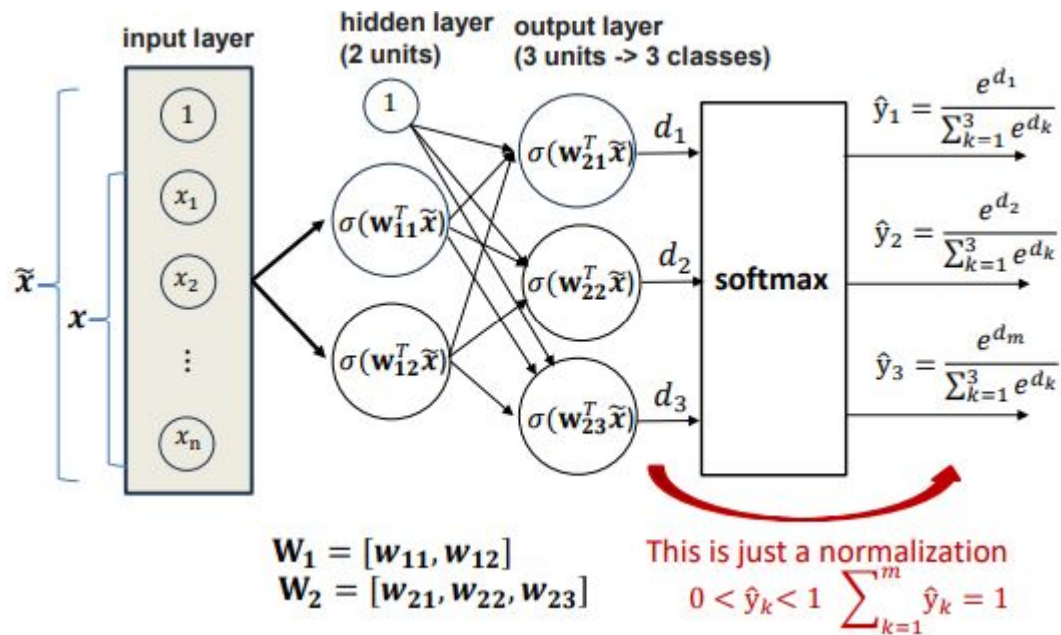 input layer
hidden layer
(2 units)
output layer
(3 units -> 3 classes)
1
x₁
x₂
⋮
xₙ
x̃
x
1
σ(w₁₁ᵀx̃)
σ(w₁₂ᵀx̃)
σ(w₂₁ᵀx̃)
σ(w₂₂ᵀx̃)
σ(w₂₃ᵀx̃)
d₁
d₂
d₃
softmax
ŷ₁ = e^{d₁} / ∑_{k=1}^{3} e^{d_k}
ŷ₂ = e^{d₂} / ∑_{k=1}^{3} e^{d_k}
ŷ₃ = e^{d_m} / ∑_{k=1}^{3} e^{d_k}
W₁ = [w₁₁, w₁₂]
W₂ = [w₂₁, w₂₂, w₂₃]
This is just a normalization
0 < ŷ_k < 1 ∑_{k=1}^{m} ŷ_k = 1